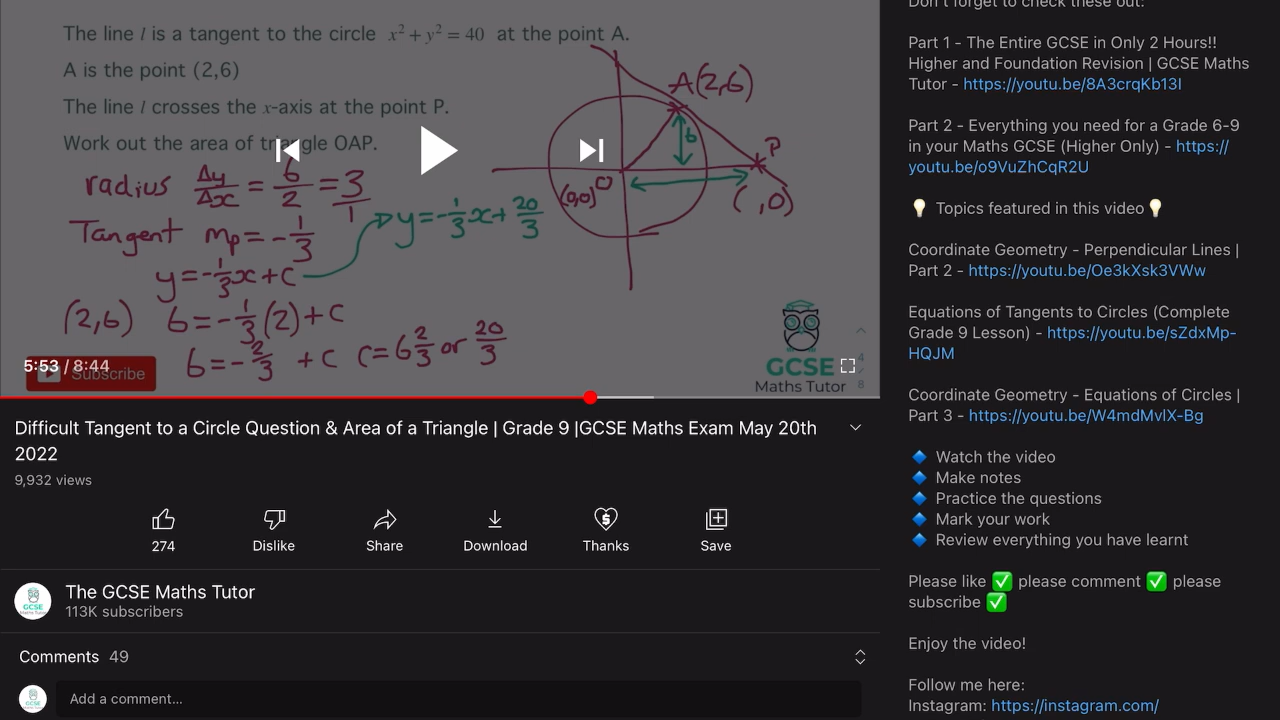 The line l is a tangent to the circle x² + y² = 40 at the point A.
A is the point (2,6)
The line l crosses the x-axis at the point P.
Work out the area of triangle OAP.
radius Δy/Δx = 6/2 = 3/1
Tangent mp = -1/3
y = -1/3x + C
y = -1/3x + 20/3
(2,6) 6 = -1/3(2) + C
6 = -2/3 + C C = 6 2/3 or 20/3
A(2,6)
6
P
(0,0) O
( ,0)
5:53 / 8:44
Subscribe
GCSE
Maths Tutor
4
8
Difficult Tangent to a Circle Question & Area of a Triangle | Grade 9 |GCSE Maths Exam May 20th
2022
9,932 views
274 Dislike Share Download Thanks Save
GCSE
Maths Tutor
The GCSE Maths Tutor
113K subscribers
Comments 49
Add a comment...
Don't forget to check these out:
Part 1 - The Entire GCSE in Only 2 Hours!!
Higher and Foundation Revision | GCSE Maths
Tutor - https://youtu.be/8A3crqKb13I
Part 2 - Everything you need for a Grade 6-9
in your Maths GCSE (Higher Only) - https://
youtu.be/o9VuZhCqR2U
💡 Topics featured in this video💡
Coordinate Geometry - Perpendicular Lines |
Part 2 - https://youtu.be/Oe3kXsk3VWw
Equations of Tangents to Circles (Complete
Grade 9 Lesson) - https://youtu.be/sZdxMp-
HQJM
Coordinate Geometry - Equations of Circles |
Part 3 - https://youtu.be/W4mdMvlX-Bg
🔷 Watch the video
🔷 Make notes
🔷 Practice the questions
🔷 Mark your work
🔷 Review everything you have learnt
Please like ✅ please comment ✅ please
subscribe ✅
Enjoy the video!
Follow me here:
Instagram: https://instagram.com/